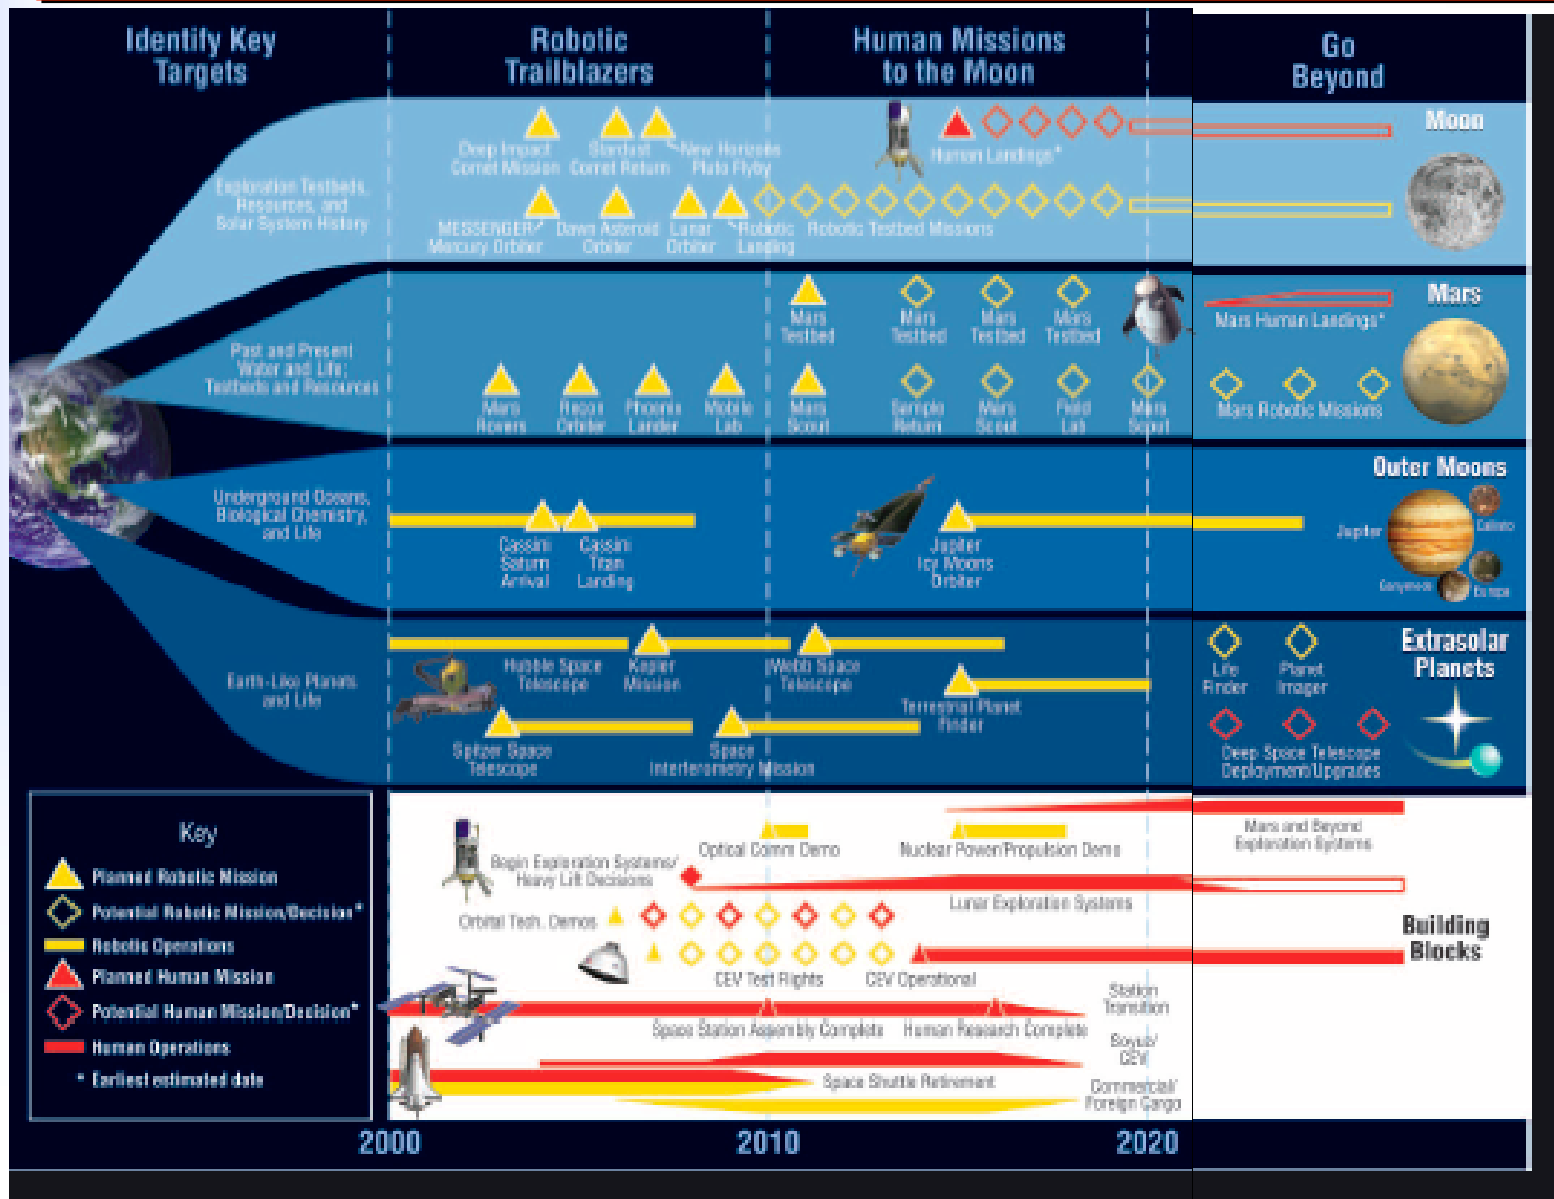 Identify Key
Targets
Robotic
Trailblazers
Human Missions
to the Moon
Go
Beyond
Moon
Deep Impact
Comet Mission
Stardust
Comet Return
New Horizons
Pluto Flyby
Human Landings*
Exploration Testbeds,
Resources, and
Solar System History
MESSENGER
Mercury Orbiter
Dawn Asteroid
Orbiter
Lunar
Orbiter
Robotic
Landing
Robotic Testbed Missions
Mars
Mars
Testbed
Mars
Testbed
Mars
Testbed
Mars
Testbed
Mars Human Landings*
Past and Present
Water and Life;
Testbeds and Resources
Mars
Rovers
Recon
Orbiter
Phoenix
Lander
Mobile
Lab
Mars
Scout
Sample
Return
Mars
Scout
Field
Lab
Mars
Scout
Mars Robotic Missions
Outer Moons
Underground Oceans,
Biological Chemistry,
and Life
Cassini
Saturn
Arrival
Cassini
Titan
Landing
Jupiter
Icy Moons
Orbiter
Jupiter
Callisto
Ganymede
Europa
Extrasolar
Planets
Earth-Like Planets
and Life
Hubble Space
Telescope
Kepler
Mission
Webb Space
Telescope
Terrestrial Planet
Finder
Life
Finder
Planet
Imager
Spitzer Space
Telescope
Space
Interferometry Mission
Deep Space Telescope
Deployment/Upgrades
Key
Planned Robotic Mission
Potential Robotic Mission/Decision*
Robotic Operations
Planned Human Mission
Potential Human Mission/Decision*
Human Operations
* Earliest estimated date
Optical Comm Demo
Nuclear Power/Propulsion Demo
Mars and Beyond
Exploration Systems
Begin Exploration Systems/
Heavy Lift Decisions
Lunar Exploration Systems
Orbital Tech. Demos
Building
Blocks
CEV Test Flights
CEV Operational
Station
Transition
Space Station Assembly Complete
Human Research Complete
Soyuz/
CEV
Space Shuttle Retirement
Commercial/
Foreign Cargo
2000
2010
2020